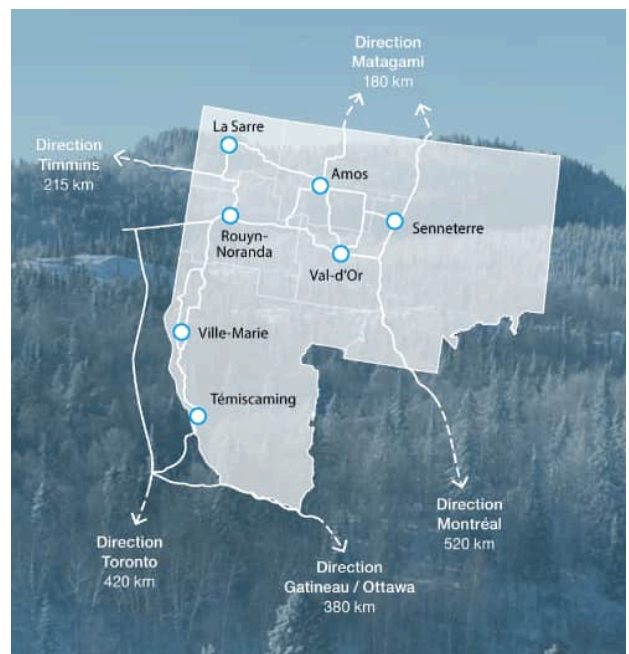 Direction
Matagami
180 km
La Sarre
Direction
Timmins
215 km
Amos
Rouyn-
Noranda
Senneterre
Val-d'Or
Ville-Marie
Témiscaming
Direction
Montréal
520 km
Direction
Toronto
420 km
Direction
Gatineau / Ottawa
380 km